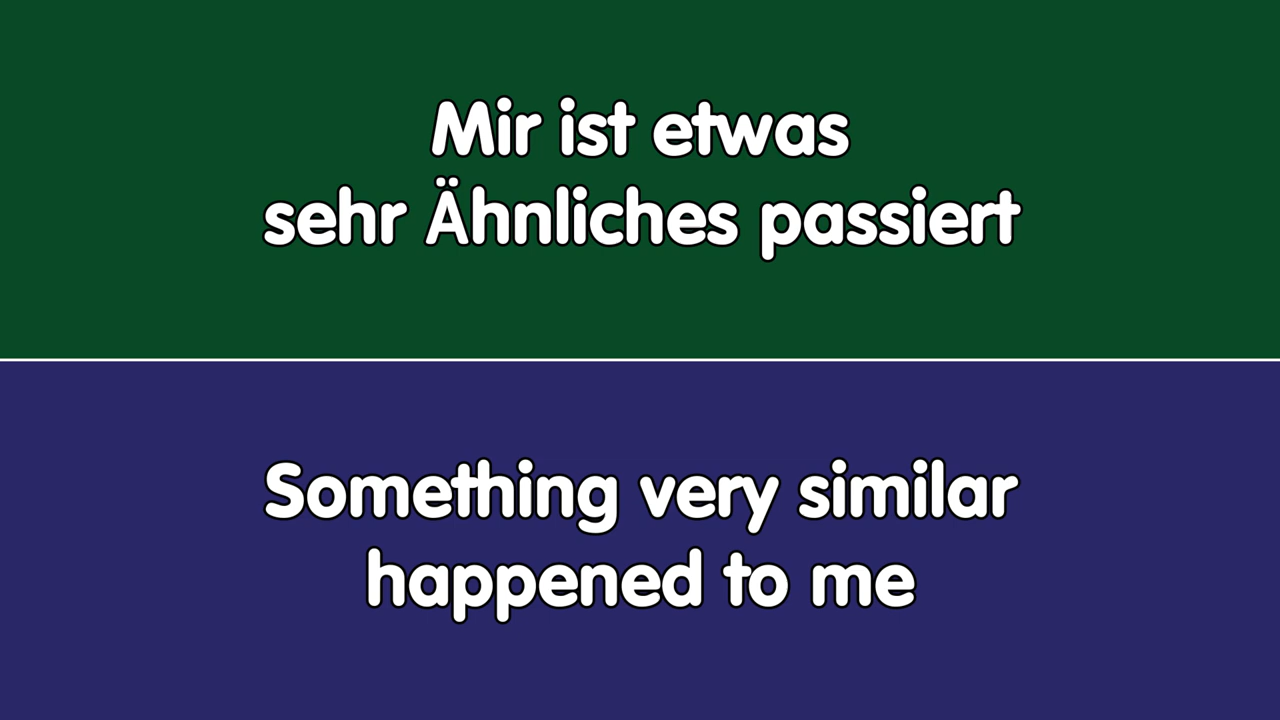 Mir ist etwas
sehr Ähnliches passiert
Something very similar
happened to me